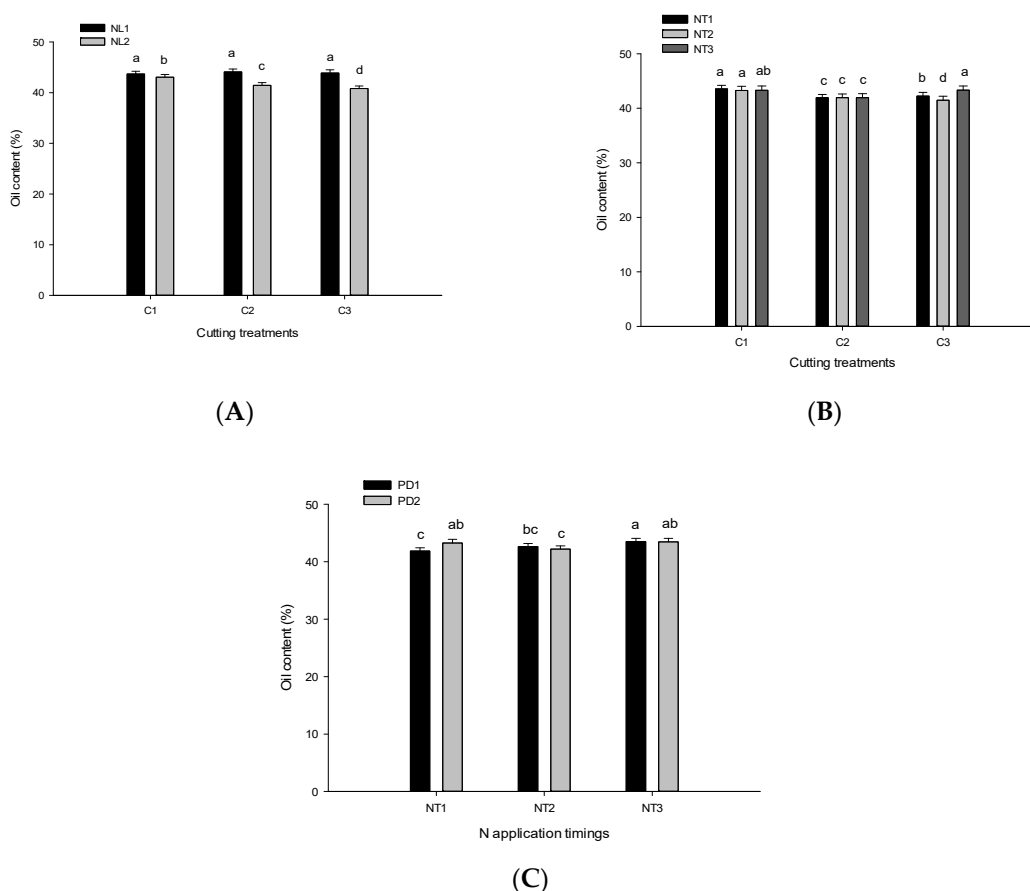 NL1
NL2
50
40
30
20
10
0
Oil content (%)
a b a c a d
C1 C2 C3
Cutting treatments
(A)
NT1
NT2
NT3
60
50
40
30
20
10
0
Oil content (%)
a a ab c c c b d a
C1 C2 C3
Cutting treatments
(B)
PD1
PD2
50
40
30
20
10
0
Oil content (%)
c ab bc c a ab
NT1 NT2 NT3
N application timings
(C)